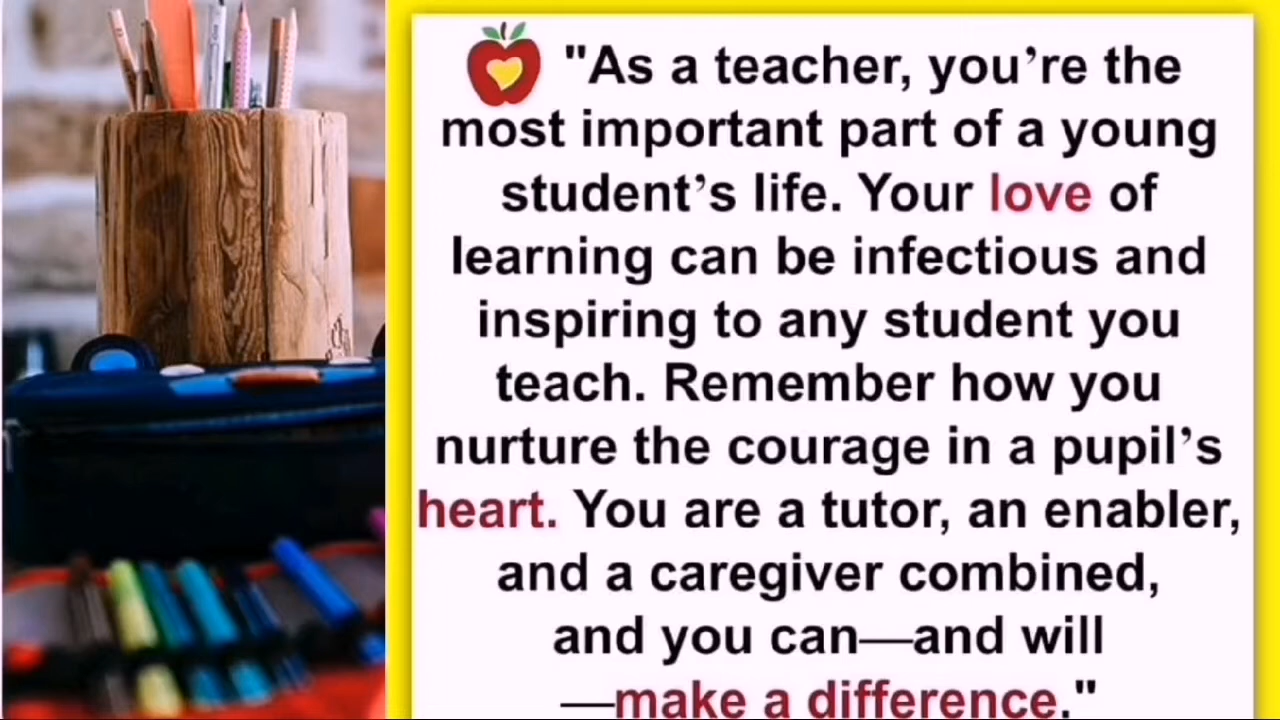 "As a teacher, you’re the
most important part of a young
student’s life. Your love of
learning can be infectious and
inspiring to any student you
teach. Remember how you
nurture the courage in a pupil’s
heart. You are a tutor, an enabler,
and a caregiver combined,
and you can—and will
—make a difference."